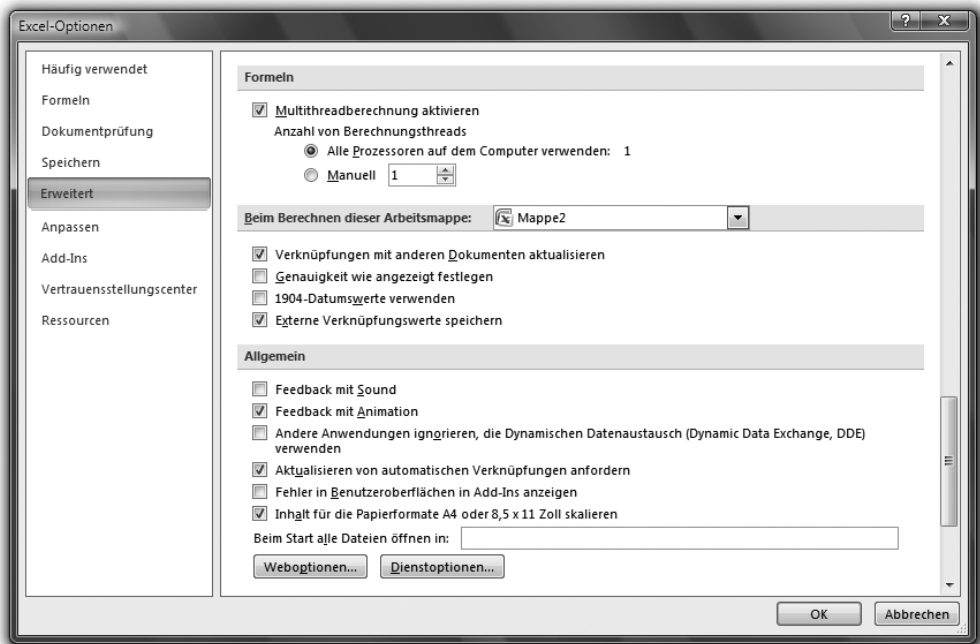 Excel-Optionen
Häufig verwendet
Formeln
Dokumentprüfung
Speichern
Erweitert
Anpassen
Add-Ins
Vertrauensstellungscenter
Ressourcen
Formeln
Multithreadberechnung aktivieren
Anzahl von Berechnungsthreads
Alle Prozessoren auf dem Computer verwenden: 1
Manuell 1
Beim Berechnen dieser Arbeitsmappe: Mappe2
Verknüpfungen mit anderen Dokumenten aktualisieren
Genauigkeit wie angezeigt festlegen
1904-Datumswerte verwenden
Externe Verknüpfungswerte speichern
Allgemein
Feedback mit Sound
Feedback mit Animation
Andere Anwendungen ignorieren, die Dynamischen Datenaustausch (Dynamic Data Exchange, DDE)
verwenden
Aktualisieren von automatischen Verknüpfungen anfordern
Fehler in Benutzeroberflächen in Add-Ins anzeigen
Inhalt für die Papierformate A4 oder 8,5 x 11 Zoll skalieren
Beim Start alle Dateien öffnen in:
Weboptionen... Dienstoptionen...
OK Abbrechen